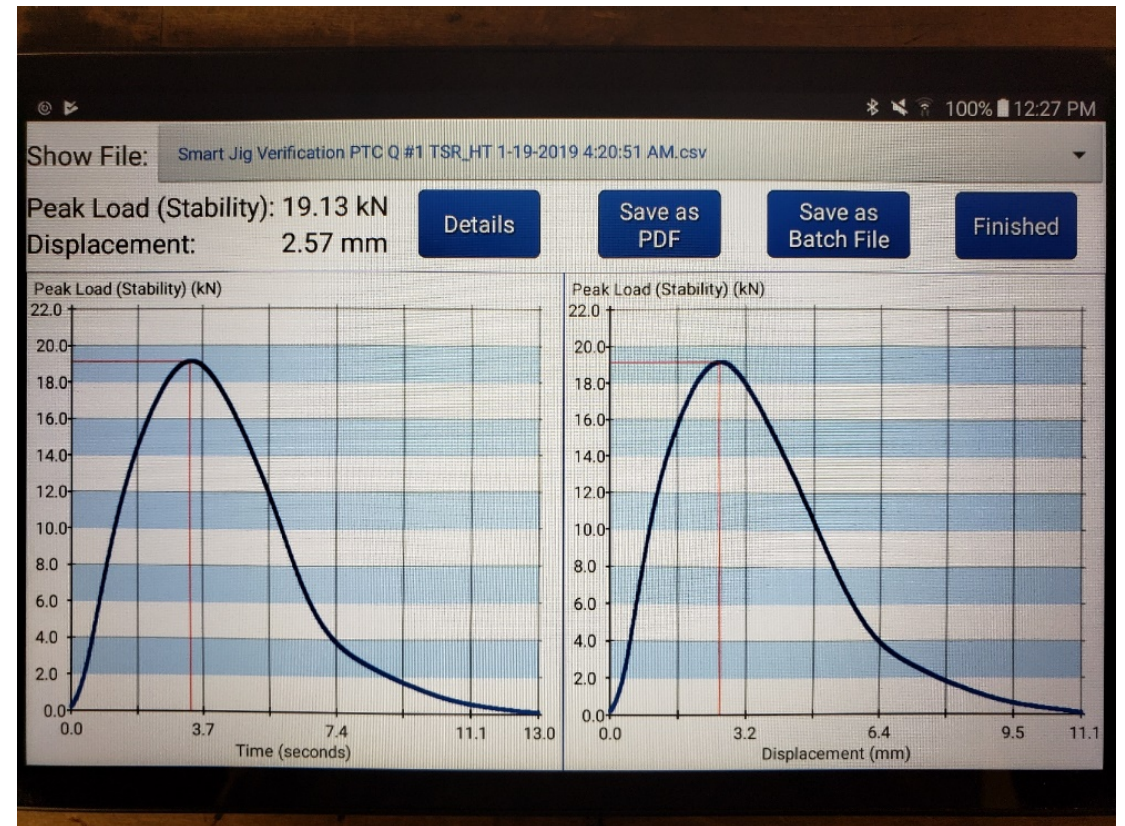 100% 12:27 PM
Show File: Smart Jig Verification PTC Q #1 TSR_HT 1-19-2019 4:20:51 AM.csv
Peak Load (Stability): 19.13 kN
Displacement: 2.57 mm
Details
Save as
PDF
Save as
Batch File
Finished
Peak Load (Stability) (kN)
22.0
20.0
18.0
16.0
14.0
12.0
10.0
8.0
6.0
4.0
2.0
0.0
0.0 3.7 7.4 11.1 13.0
Time (seconds)
Peak Load (Stability) (kN)
22.0
20.0
18.0
16.0
14.0
12.0
10.0
8.0
6.0
4.0
2.0
0.0
0.0 3.2 6.4 9.5 11.1
Displacement (mm)